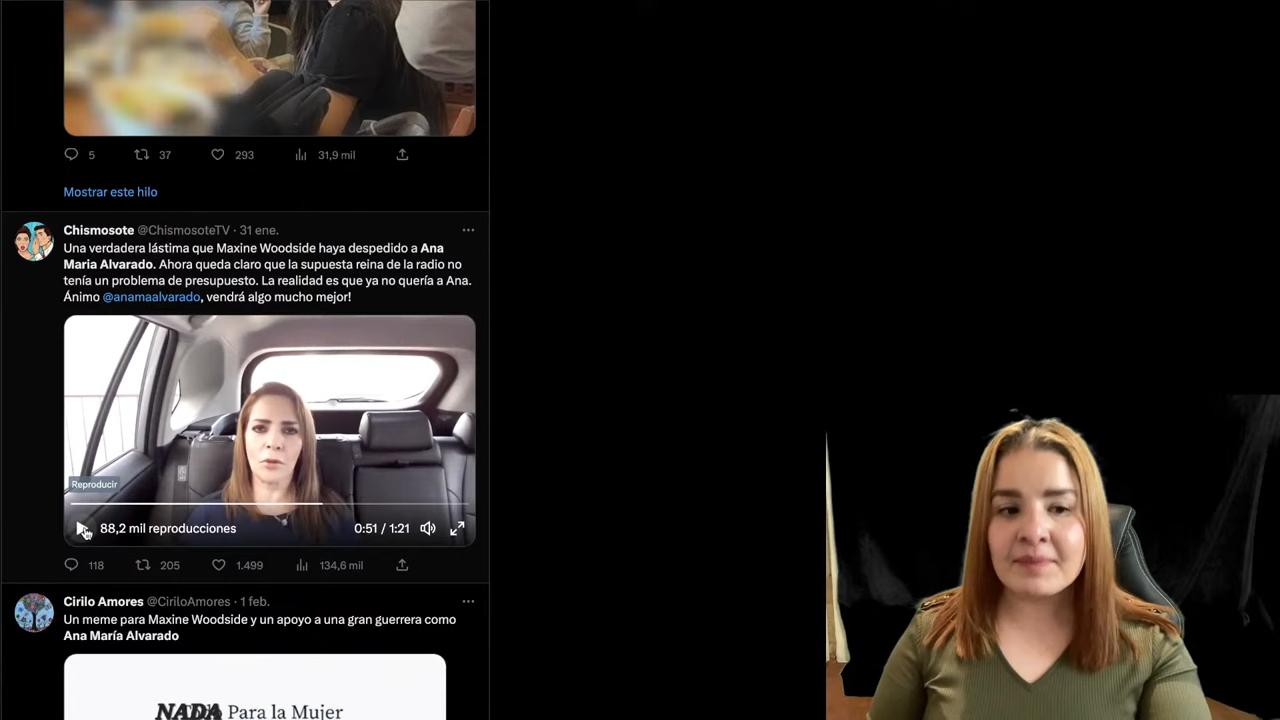 5 37 293 31,9 mil
Mostrar este hilo
Chismosote @ChismosoteTV · 31 ene.
Una verdadera lástima que Maxine Woodside haya despedido a Ana
Maria Alvarado. Ahora queda claro que la supuesta reina de la radio no
tenía un problema de presupuesto. La realidad es que ya no quería a Ana.
Ánimo @anamaalvarado, vendrá algo mucho mejor!
Reproducir
88,2 mil reproducciones 0:51 / 1:21
118 205 1.499 134,6 mil
Cirilo Amores @CiriloAmores · 1 feb.
Un meme para Maxine Woodside y un apoyo a una gran guerrera como
Ana María Alvarado
NADA Para la Mujer